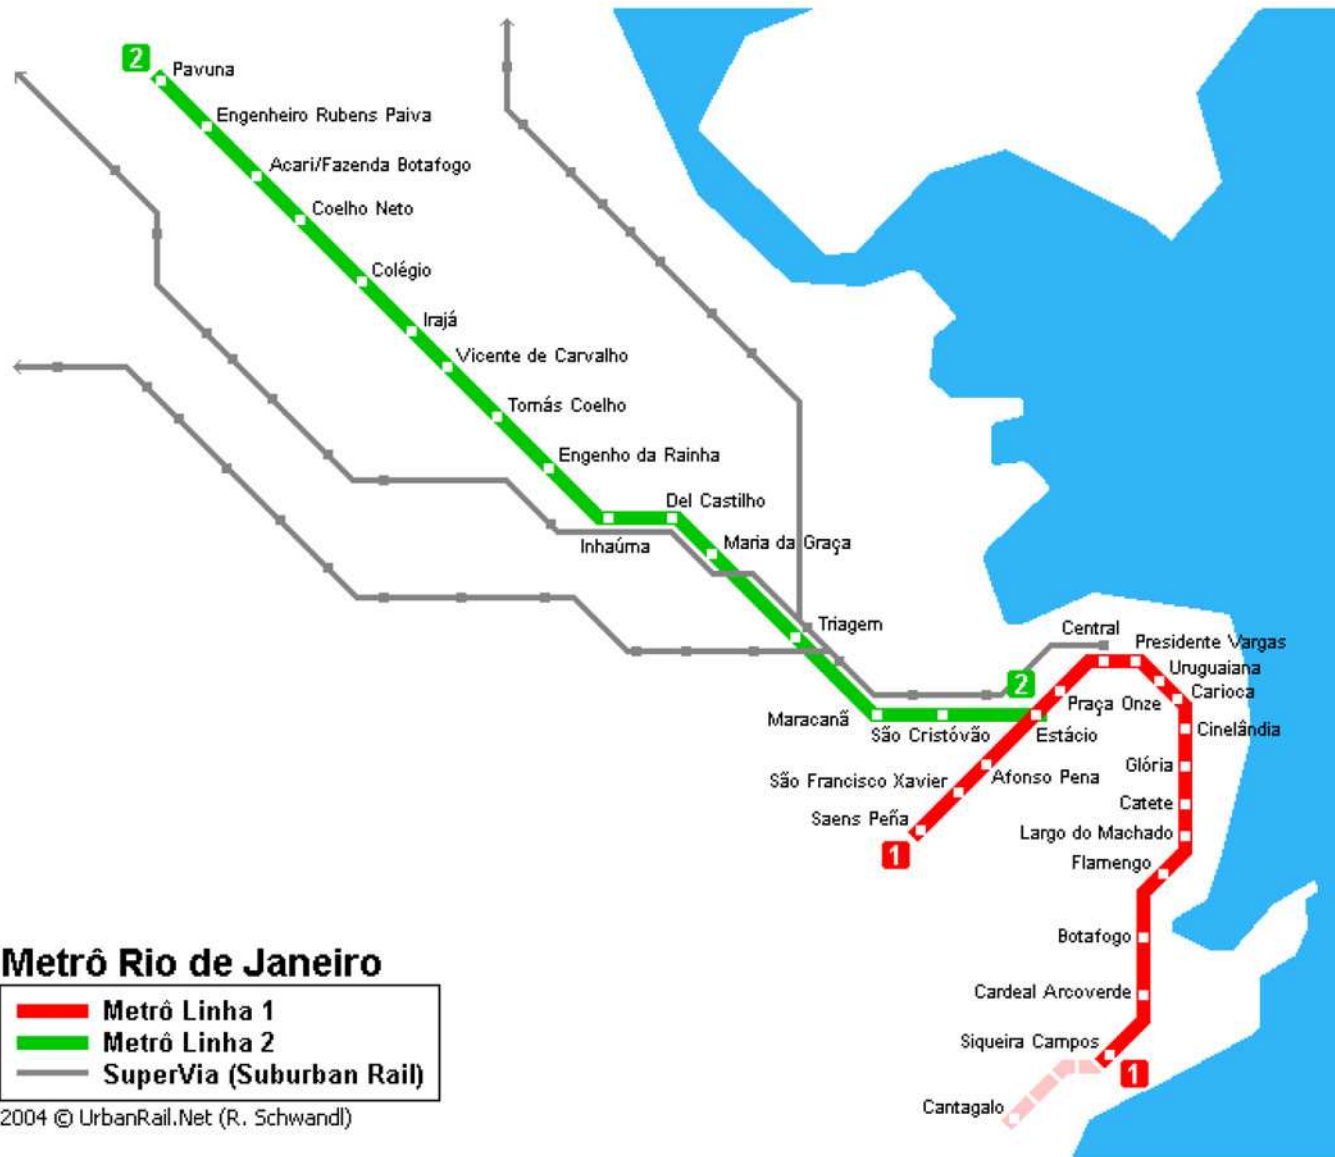 2
Pavuna
Engenheiro Rubens Paiva
Acari/Fazenda Botafogo
Coelho Neto
Colégio
Irajá
Vicente de Carvalho
Tomás Coelho
Engenho da Rainha
Del Castilho
Inhaúma
Maria da Graça
Triagem
Central
Presidente Vargas
Uruguaiana
2
Carioca
Praça Onze
Maracanã
São Cristóvão
Estácio
Cinelândia
Glória
São Francisco Xavier
Afonso Pena
Catete
Saens Peña
Largo do Machado
1
Flamengo
Botafogo
Cardeal Arcoverde
Siqueira Campos
1
Cantagalo
Metrô Rio de Janeiro
Metrô Linha 1
Metrô Linha 2
SuperVia (Suburban Rail)
2004 © UrbanRail.Net (R. Schwandl)